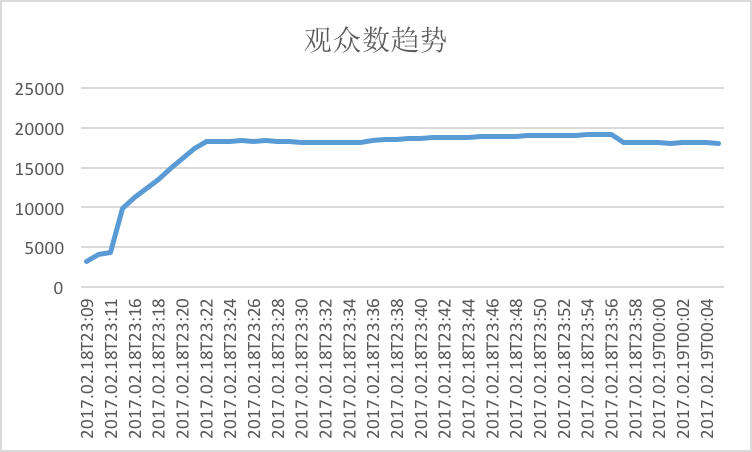 观众数趋势
25000
20000
15000
10000
5000
0
2017.02.18T23:09
2017.02.18T23:11
2017.02.18T23:16
2017.02.18T23:18
2017.02.18T23:20
2017.02.18T23:22
2017.02.18T23:24
2017.02.18T23:26
2017.02.18T23:28
2017.02.18T23:30
2017.02.18T23:32
2017.02.18T23:34
2017.02.18T23:36
2017.02.18T23:38
2017.02.18T23:40
2017.02.18T23:42
2017.02.18T23:44
2017.02.18T23:46
2017.02.18T23:48
2017.02.18T23:50
2017.02.18T23:52
2017.02.18T23:54
2017.02.18T23:56
2017.02.18T23:58
2017.02.19T00:00
2017.02.19T00:02
2017.02.19T00:04